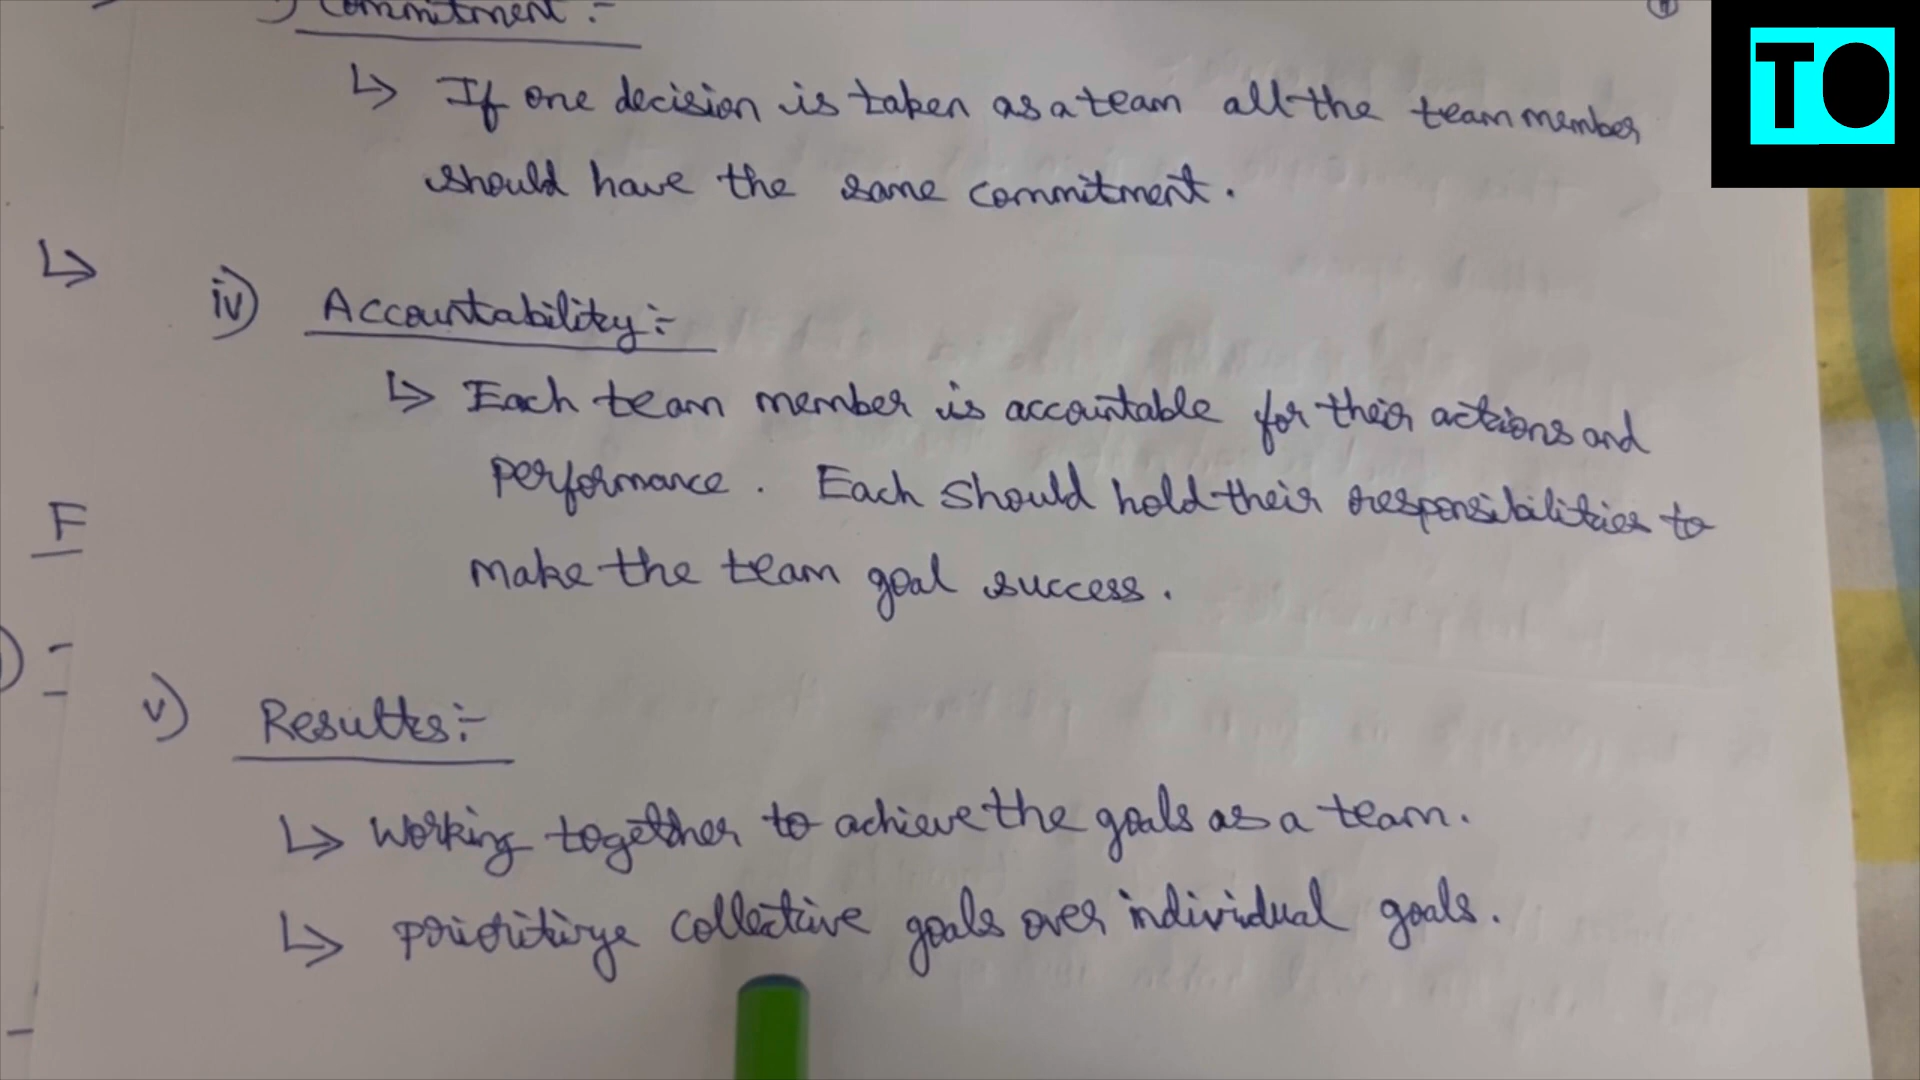 Commitment :-
↳ If one decision is taken as a team all the team member
should have the same commitment.
iv) Accountability :-
↳ Each team member is accountable for their actions and
performance. Each should hold their responsibilities to
make the team goal success.
v) Results :-
↳ Working together to achieve the goals as a team.
↳ Prioritize collective goals over individual goals.
F
TO